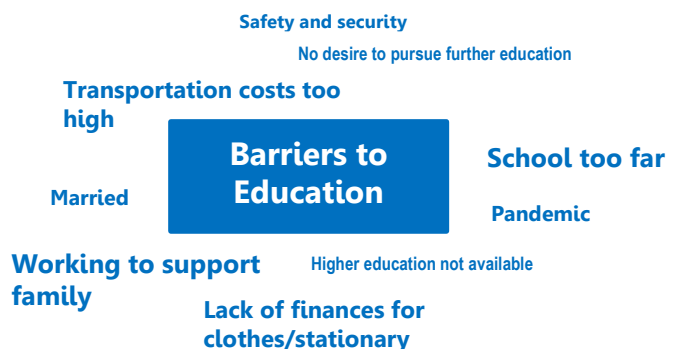 Safety and security
No desire to pursue further education
Transportation costs too
high
Barriers to
Education
School too far
Married
Pandemic
Working to support
family
Higher education not available
Lack of finances for
clothes/stationary